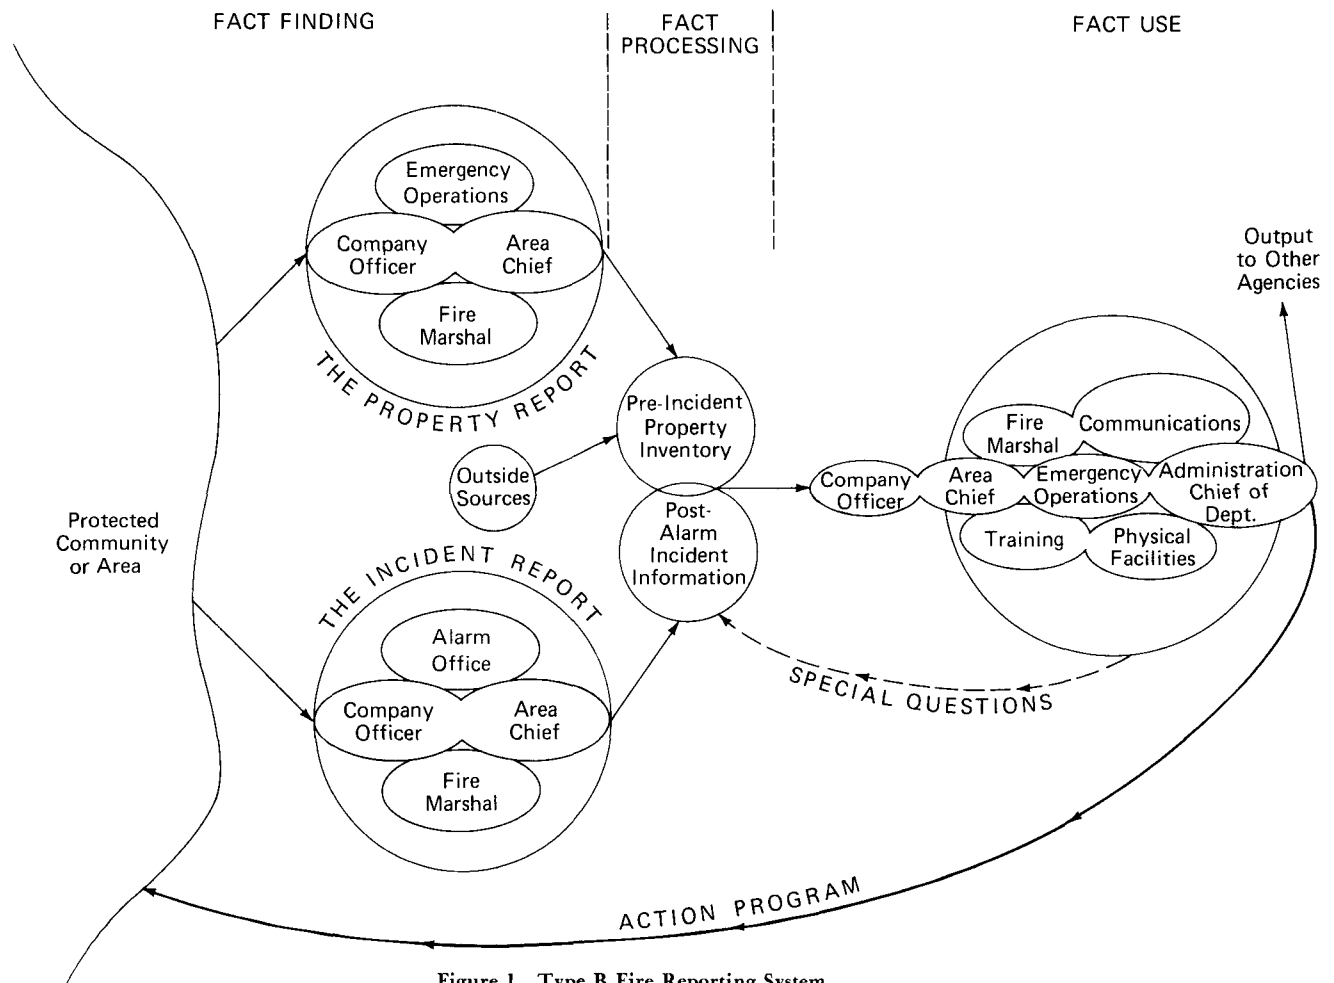 FACT FINDING
FACT
PROCESSING
FACT USE
Emergency
Operations
Company
Officer
Area
Chief
Fire
Marshal
THE PROPERTY REPORT
Outside
Sources
Pre-Incident
Property
Inventory
Post-
Alarm
Incident
Information
Protected
Community
or Area
THE INCIDENT REPORT
Alarm
Office
Company
Officer
Area
Chief
Fire
Marshal
Company
Officer
Area
Chief
Fire
Marshal
Communications
Emergency
Operations
Administration
Chief of
Dept.
Training
Physical
Facilities
Output
to Other
Agencies
SPECIAL QUESTIONS
ACTION PROGRAM
Figure 1. Type B Fire Reporting System